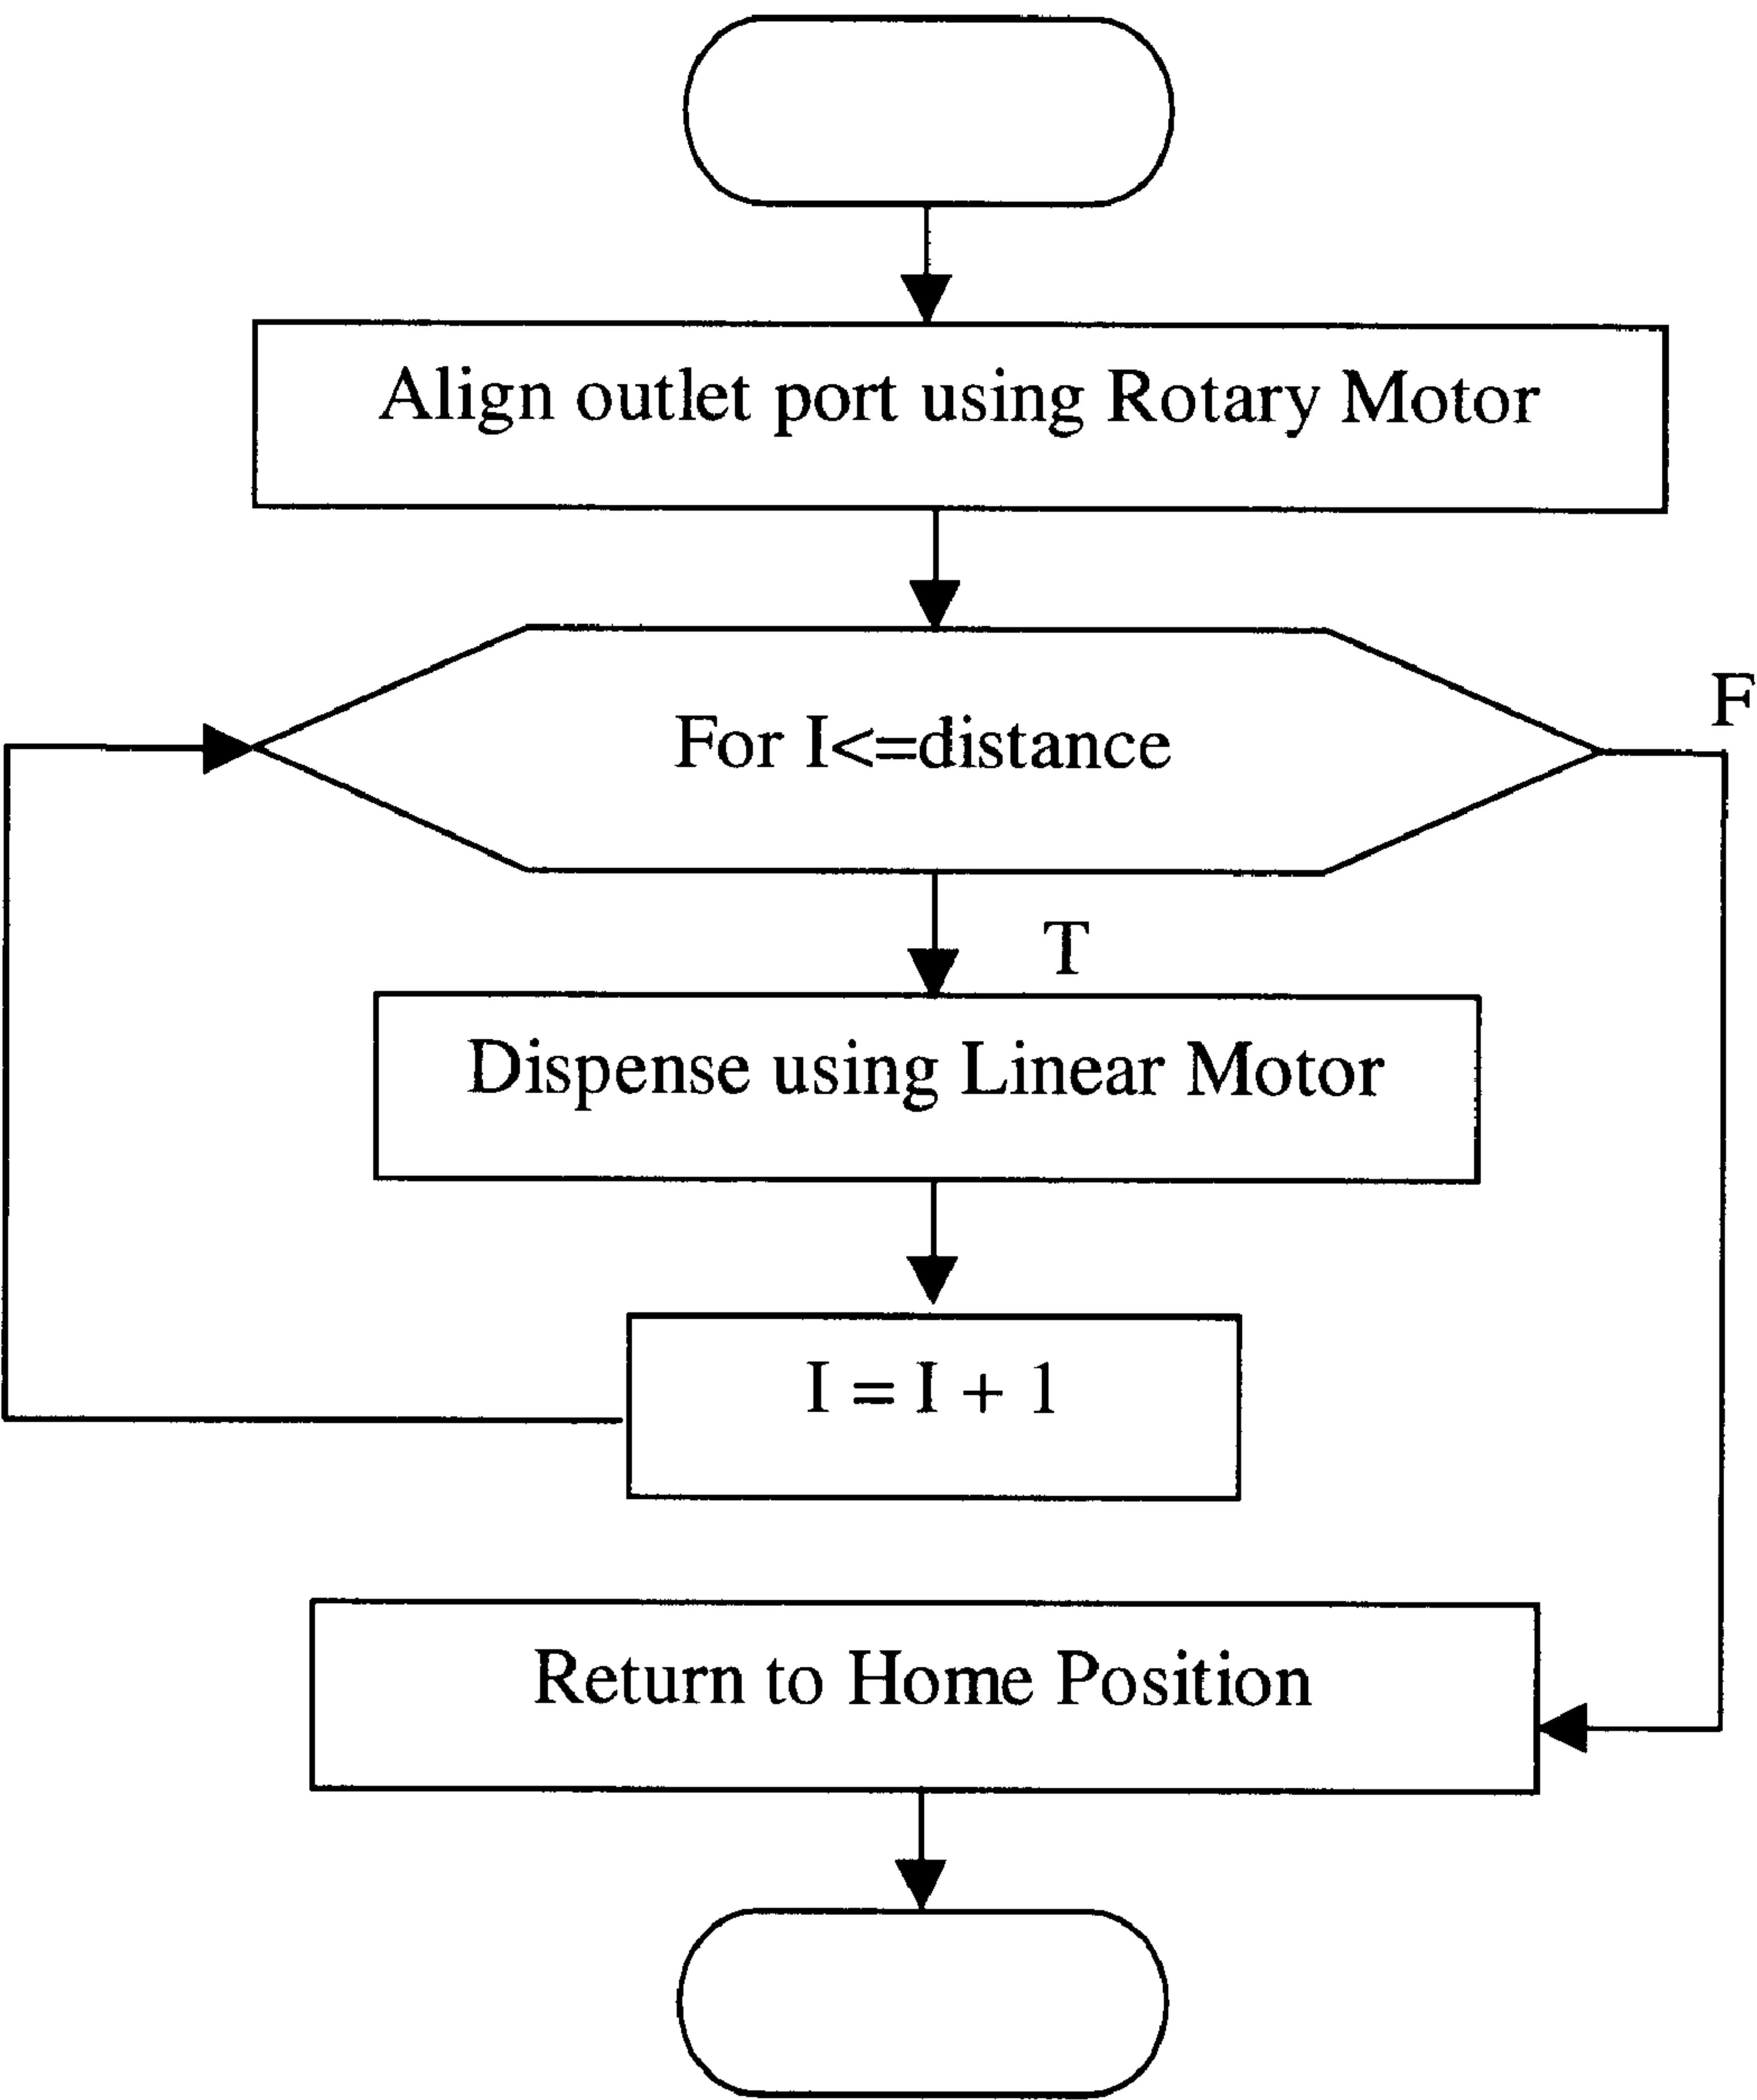 Align outlet port using Rotary Motor
For I<=distance
F
T
Dispense using Linear Motor
I = I + 1
Return to Home Position